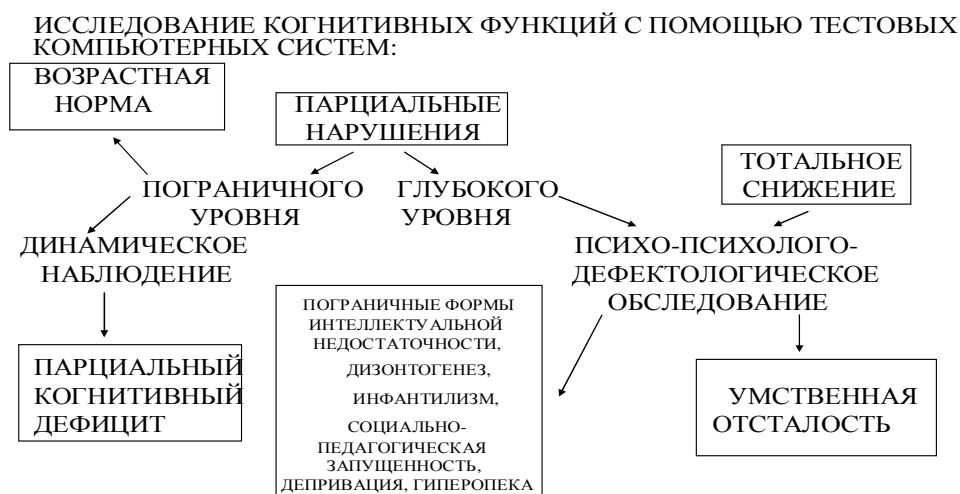 ИССЛЕДОВАНИЕ КОГНИТИВНЫХ ФУНКЦИЙ С ПОМОЩЬЮ ТЕСТОВЫХ
КОМПЬЮТЕРНЫХ СИСТЕМ:
ВОЗРАСТНАЯ
НОРМА
ПАРЦИАЛЬНЫЕ
НАРУШЕНИЯ
ТОТАЛЬНОЕ
СНИЖЕНИЕ
ПОГРАНИЧНОГО
УРОВНЯ
ГЛУБОКОГО
УРОВНЯ
ДИНАМИЧЕСКОЕ
НАБЛЮДЕНИЕ
ПСИХО-ПСИХОЛОГО-
ДЕФЕКТОЛОГИЧЕСКОЕ
ОБСЛЕДОВАНИЕ
ПАРЦИАЛЬНЫЙ
КОГНИТИВНЫЙ
ДЕФИЦИТ
ПОГРАНИЧНЫЕ ФОРМЫ
ИНТЕЛЛЕКТУАЛЬНОЙ
НЕДОСТАТОЧНОСТИ,
ДИЗОНТОГЕНЕЗ,
ИНФАНТИЛИЗМ,
СОЦИАЛЬНО-
ПЕДАГОГИЧЕСКАЯ
ЗАПУЩЕННОСТЬ,
ДЕПРИВАЦИЯ, ГИПЕРОПЕКА
УМСТВЕННАЯ
ОТСТАЛОСТЬ